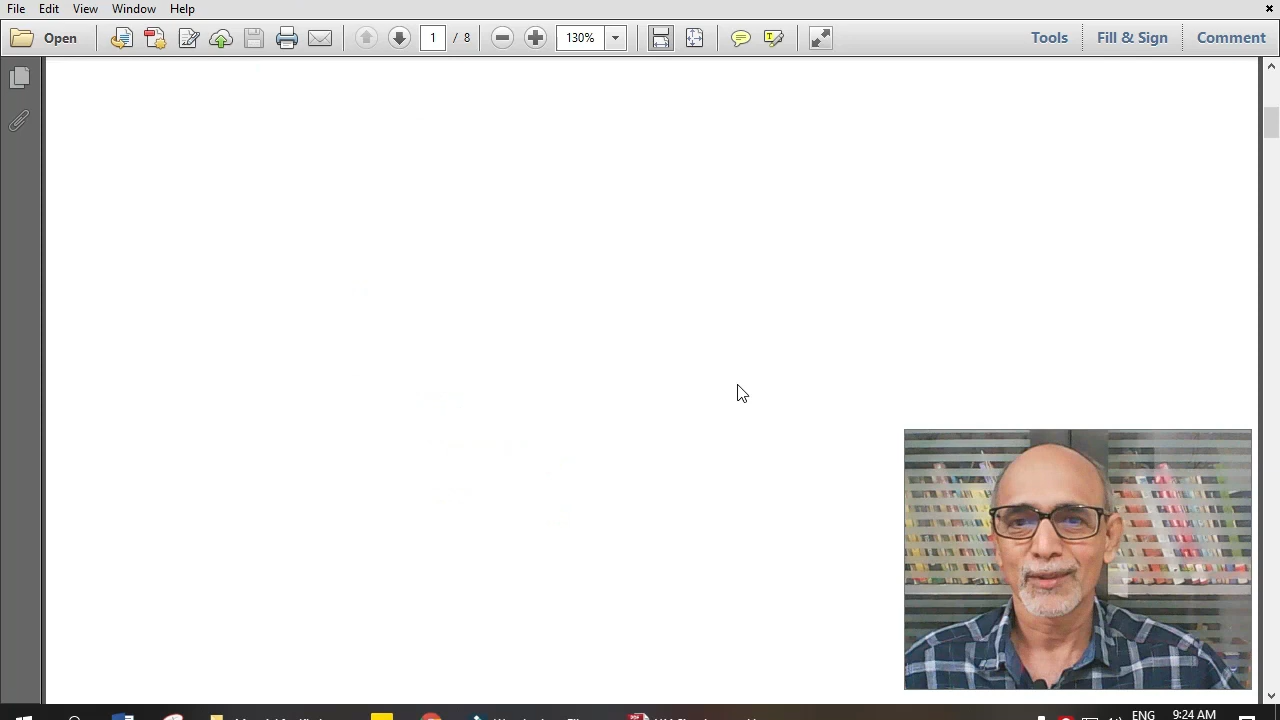 File Edit View Window Help
Open 1 / 8 130% Tools Fill & Sign Comment
ENG 9:24 AM